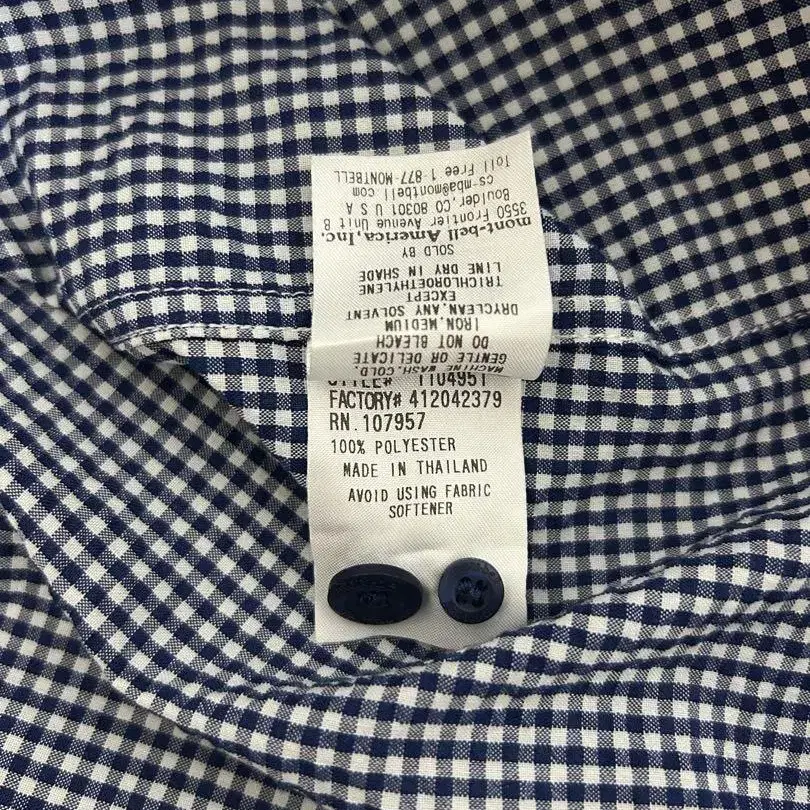 MACHINE WASH, COLD,
GENTLE OR DELICATE
DO NOT BLEACH
IRON, MEDIUM
DRYCLEAN, ANY SOLVENT
EXCEPT
TRICHLOROETHYLENE
LINE DRY IN SHADE
SOLD BY
mont-bell America, Inc.
3550 Frontier Avenue Unit B
Boulder, CO 80301 U S A
cs-mba@montbell com
Toll Free 1-877-MONTBELL
STYLE# 1104951
FACTORY# 412042379
RN.107957
100% POLYESTER
MADE IN THAILAND
AVOID USING FABRIC
SOFTENER